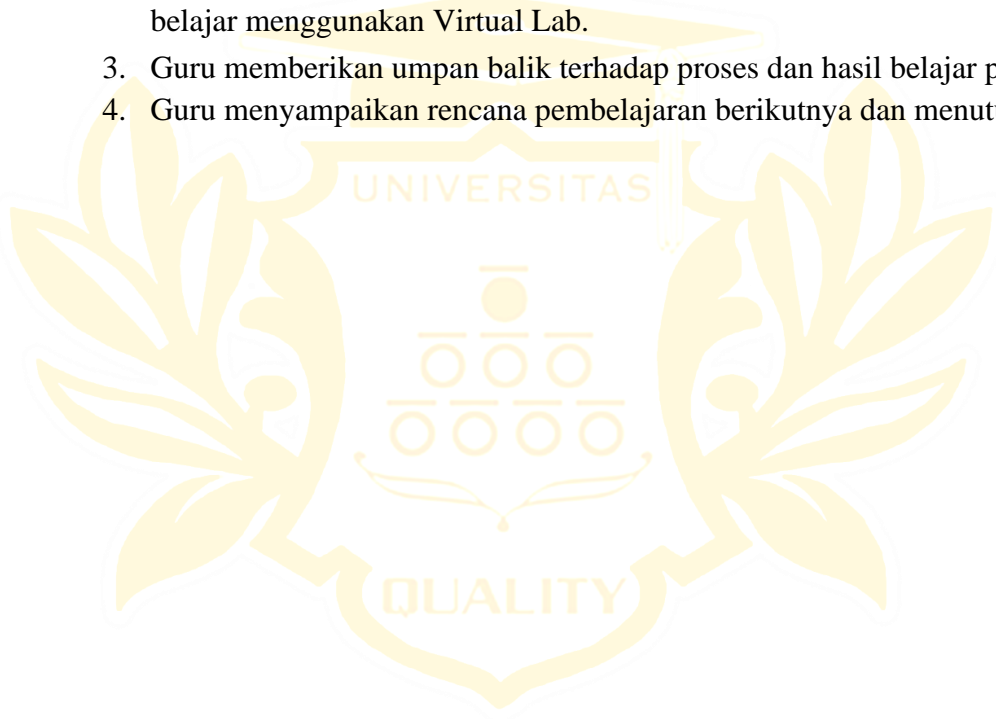 belajar menggunakan Virtual Lab.
3. Guru memberikan umpan balik terhadap proses dan hasil belajar
4. Guru menyampaikan rencana pembelajaran berikutnya dan
UNIVERSITAS
QUALITY